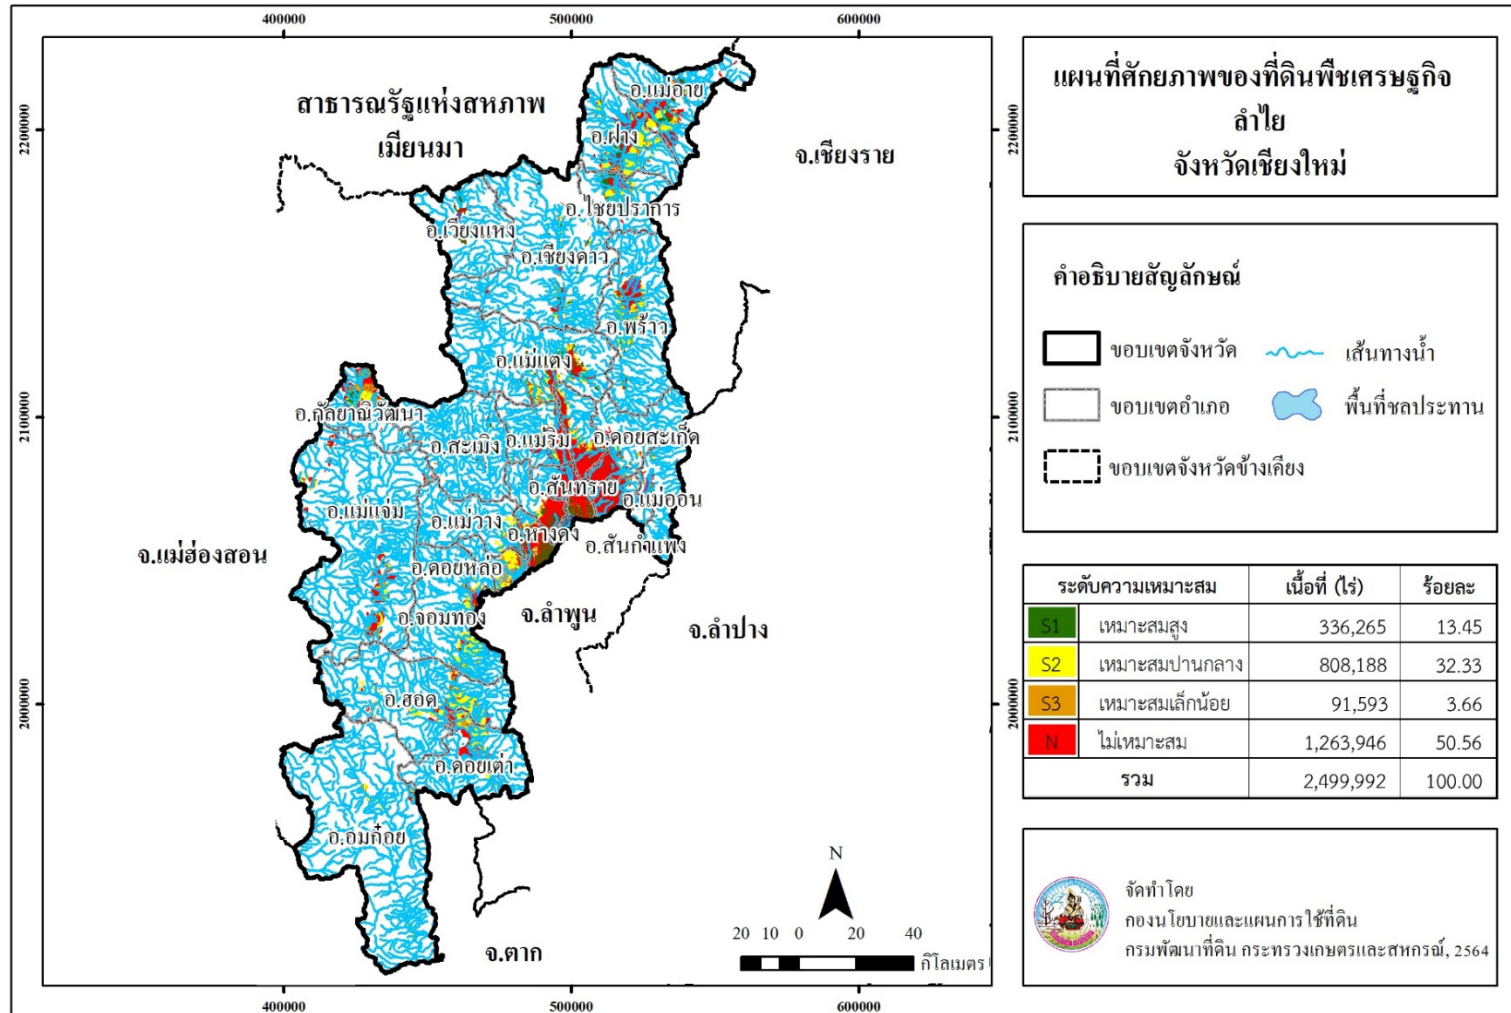 400000
500000
600000
แผนที่ศักยภาพของที่ดินพืชเศรษฐกิจ
ลำไย
จังหวัดเชียงใหม่
สาธารณรัฐแห่งสหภาพ
เมียนมา
อ.แม่อาย
2200000
2200000
อ.ฝาง
จ.เชียงราย
อ.ไชยปราการ
อ.เวียงแหง
อ.เชียงดาว
คำอธิบายสัญลักษณ์
อ.พร้าว
ขอบเขตจังหวัด
เส้นทางน้ำ
อ.แม่แตง
ขอบเขตอำเภอ
พื้นที่ชลประทาน
2100000
2100000
อ.กัลยาณิวัฒนา
อ.สะเมิง
อ.แม่ริม
อ.ดอยสะเก็ด
ขอบเขตจังหวัดข้างเคียง
อ.สันทราย
อ.แม่ออน
อ.แม่แจ่ม
อ.แม่วาง
อ.หางดง
อ.สันกำแพง
จ.แม่ฮ่องสอน
อ.ดอยหล่อ
ระดับความเหมาะสม เนื้อที่ (ไร่) ร้อยละ
S1 เหมาะสมสูง 336,265 13.45
S2 เหมาะสมปานกลาง 808,188 32.33
S3 เหมาะสมเล็กน้อย 91,593 3.66
N ไม่เหมาะสม 1,263,946 50.56
รวม 2,499,992 100.00
อ.จอมทอง
จ.ลำพูน
จ.ลำปาง
อ.ฮอด
2000000
2000000
อ.ดอยเต่า
อ.อมก๋อย
N
จ.ตาก
20 10 0 20 40
กิโลเมตร
จัดทำโดย
กองนโยบายและแผนการใช้ที่ดิน
กรมพัฒนาที่ดิน กระทรวงเกษตรและสหกรณ์, 2564
400000
500000
600000